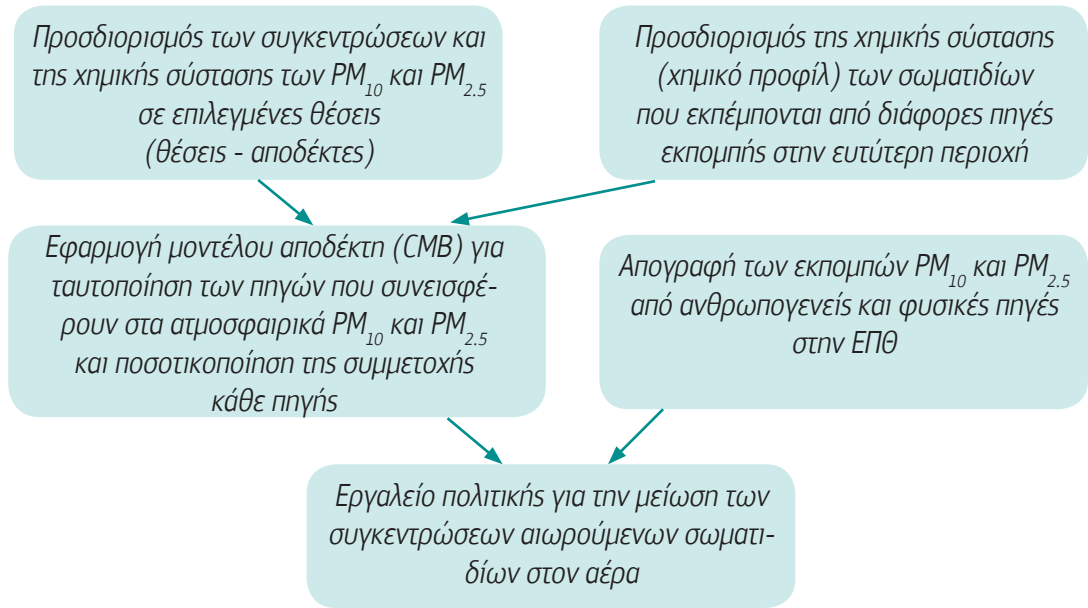 Προσδιορισμός των συγκεντρώσεων και
της χημικής σύστασης των PM10 και PM2.5
σε επιλεγμένες θέσεις
(θέσεις - αποδέκτες)
Προσδιορισμός της χημικής σύστασης
(χημικό προφίλ) των σωματιδίων
που εκπέμπονται από διάφορες πηγές
εκπομπής στην ευτύτερη περιοχή
Εφαρμογή μοντέλου αποδέκτη (CMB) για
ταυτοποίηση των πηγών που συνεισφέ-
ρουν στα ατμοσφαιρικά PM10 και PM2.5
και ποσοτικοποίηση της συμμετοχής
κάθε πηγής
Απογραφή των εκπομπών PM10 και PM2.5
από ανθρωπογενείς και φυσικές πηγές
στην ΕΠΘ
Εργαλείο πολιτικής για την μείωση των
συγκεντρώσεων αιωρούμενων σωματι-
δίων στον αέρα